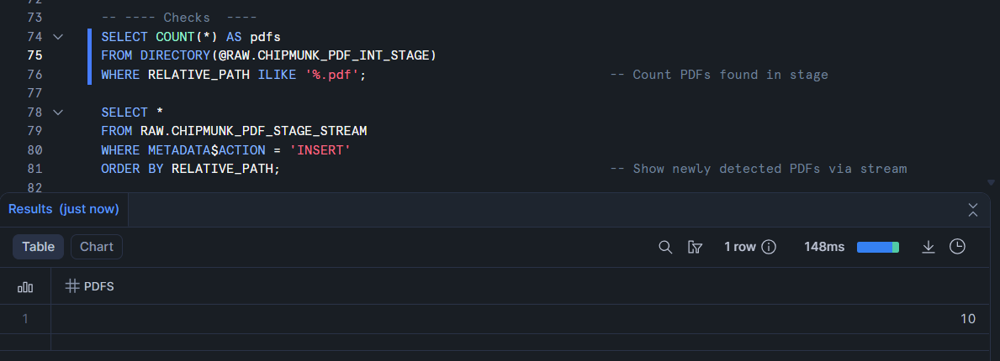 72
73 -- ---- Checks ----
74 SELECT COUNT(*) AS pdfs
75 FROM DIRECTORY(@RAW.CHIPMUNK_PDF_INT_STAGE)
76 WHERE RELATIVE_PATH ILIKE '%.pdf'; -- Count PDFs found in stage
77
78 SELECT *
79 FROM RAW.CHIPMUNK_PDF_STAGE_STREAM
80 WHERE METADATA$ACTION = 'INSERT'
81 ORDER BY RELATIVE_PATH; -- Show newly detected PDFs via stream
82
Results (just now)
Table Chart 1 row 148ms
PDFS
1 10